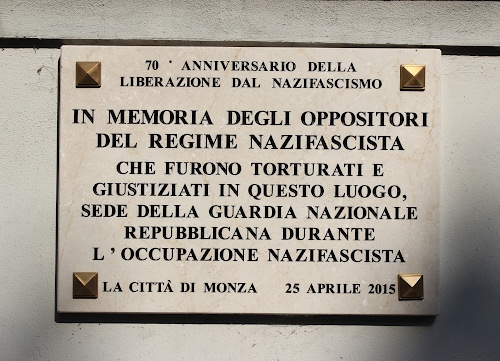 70° ANNIVERSARIO DELLA
LIBERAZIONE DAL NAZIFASCISMO
IN MEMORIA DEGLI OPPOSITORI
DEL REGIME NAZIFASCISTA
CHE FURONO TORTURATI E
GIUSTIZIATI IN QUESTO LUOGO,
SEDE DELLA GUARDIA NAZIONALE
REPUBBLICANA DURANTE
L'OCCUPAZIONE NAZIFASCISTA
LA CITTÀ DI MONZA 25 APRILE 2015